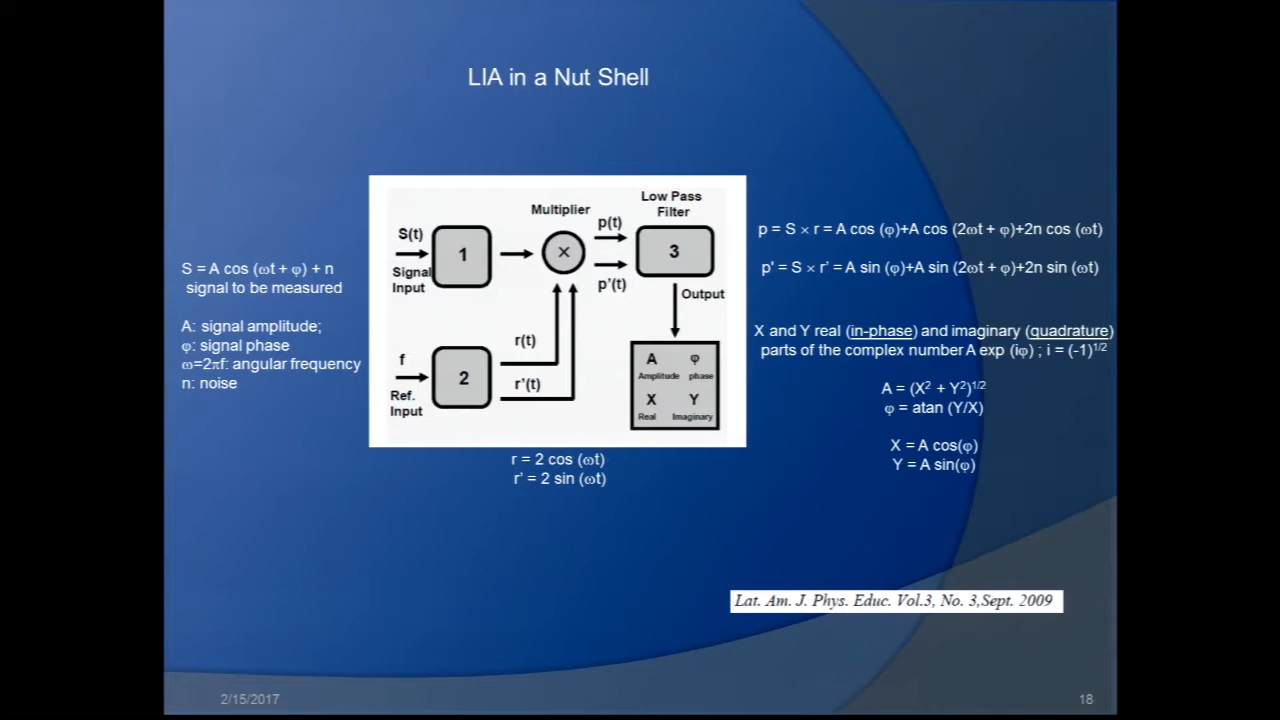 LIA in a Nut Shell
S = A cos (ωt + φ) + n
signal to be measured
A: signal amplitude;
φ: signal phase
ω=2πf: angular frequency
n: noise
Multiplier
Low Pass
Filter
S(t)
Signal
Input
1
×
p(t)
p’(t)
3
Output
f
Ref.
Input
2
r(t)
r’(t)
A φ
Amplitude phase
X Y
Real Imaginary
r = 2 cos (ωt)
r’ = 2 sin (ωt)
p = S × r = A cos (φ)+A cos (2ωt + φ)+2n cos (ωt)
p' = S × r’ = A sin (φ)+A sin (2ωt + φ)+2n sin (ωt)
X and Y real (in-phase) and imaginary (quadrature)
parts of the complex number A exp (iφ) ; i = (-1)1/2
A = (X2 + Y2)1/2
φ = atan (Y/X)
X = A cos(φ)
Y = A sin(φ)
Lat. Am. J. Phys. Educ. Vol.3, No. 3,Sept. 2009
2/15/2017
18